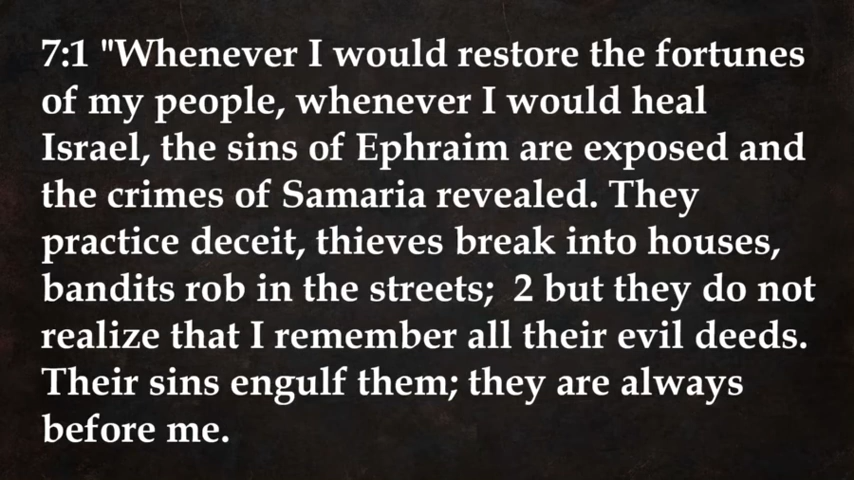 7:1 "Whenever I would restore the fortunes
of my people, whenever I would heal
Israel, the sins of Ephraim are exposed and
the crimes of Samaria revealed. They
practice deceit, thieves break into houses,
bandits rob in the streets;  2 but they do not
realize that I remember all their evil deeds.
Their sins engulf them; they are always
before me.